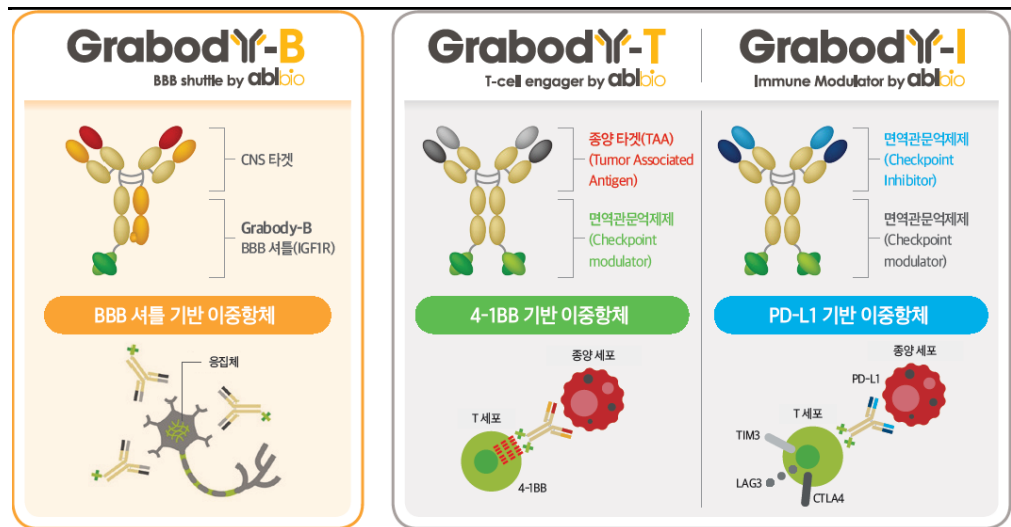 Grabody-B
BBB shuttle by ablbio
CNS 타겟
Grabody-B
BBB 셔틀(IGF1R)
BBB 셔틀 기반 이중항체
응집체
Grabody-T
T-cell engager by ablbio
종양 타겟(TAA)
(Tumor Associated
Antigen)
면역관문억제제
(Checkpoint
modulator)
4-1BB 기반 이중항체
종양 세포
T 세포
4-1BB
Grabody-I
Immune Modulator by ablbio
면역관문억제제
(Checkpoint
Inhibitor)
면역관문억제제
(Checkpoint
modulator)
PD-L1 기반 이중항체
종양 세포
PD-L1
T 세포
TIM3
LAG3
CTLA4